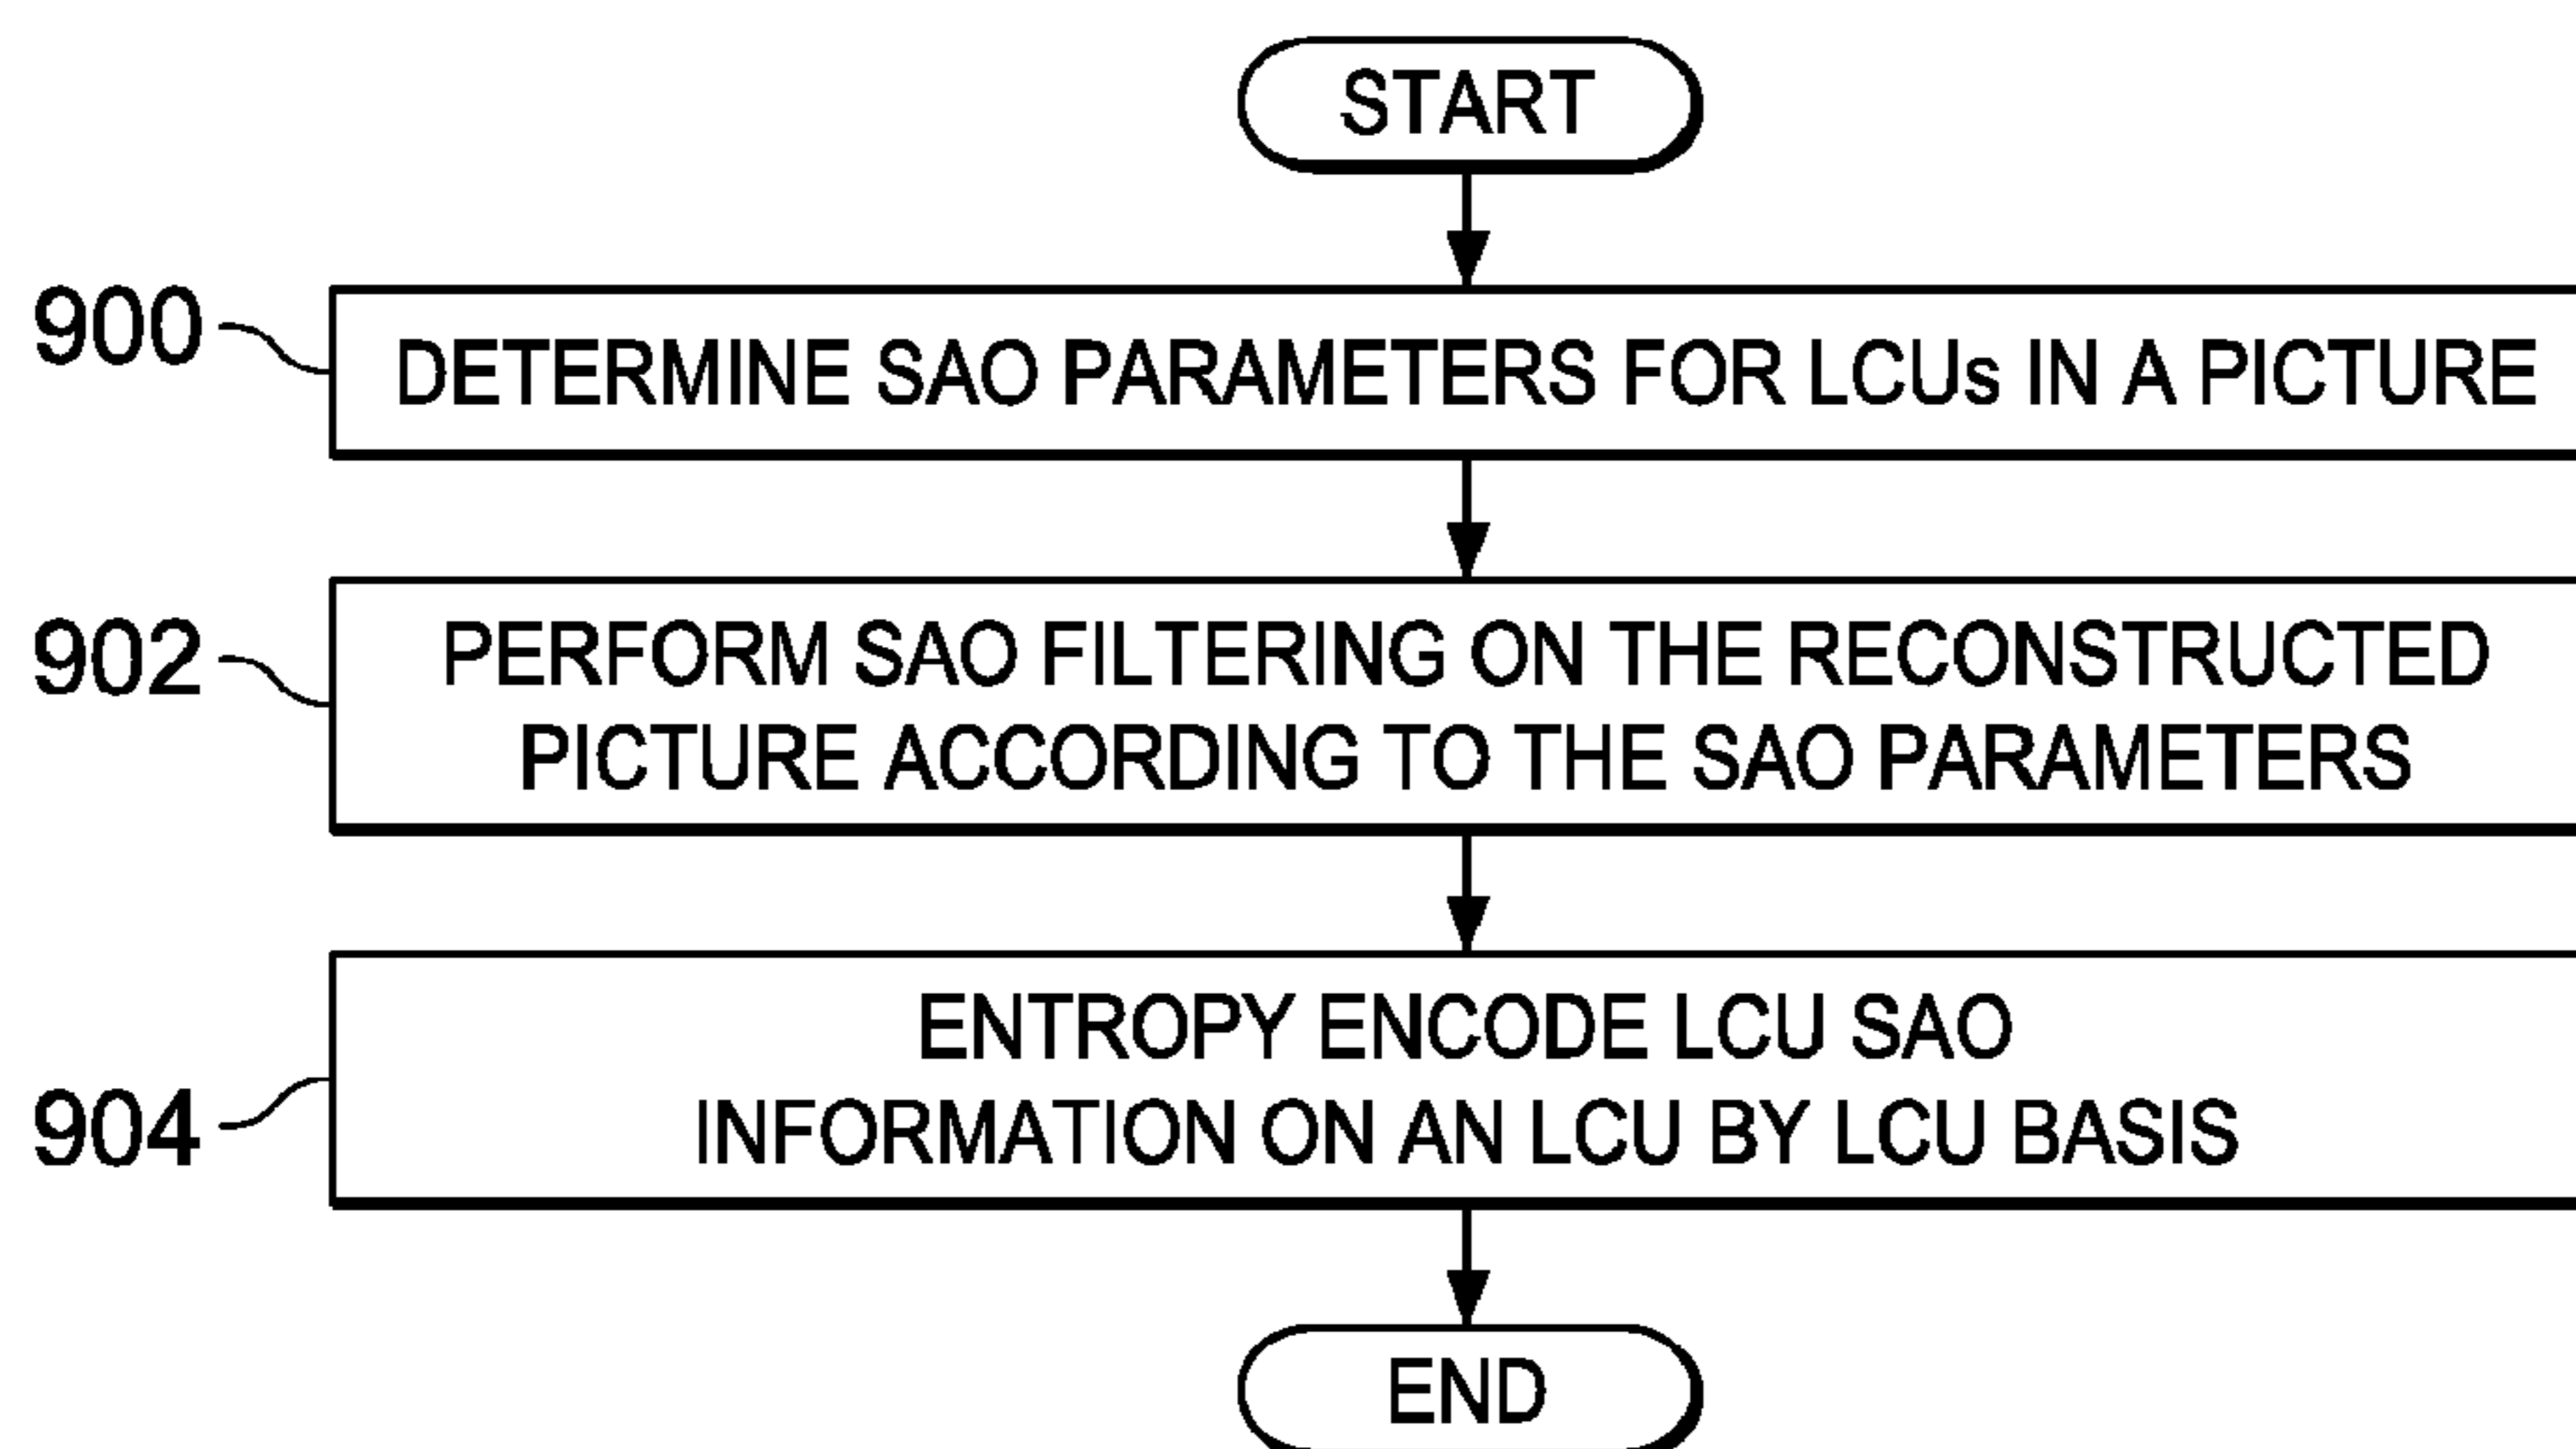 START
900
DETERMINE SAO PARAMETERS FOR LCUs IN A PICTURE
902
PERFORM SAO FILTERING ON THE RECONSTRUCTED
PICTURE ACCORDING TO THE SAO PARAMETERS
904
ENTROPY ENCODE LCU SAO
INFORMATION ON AN LCU BY LCU BASIS
END